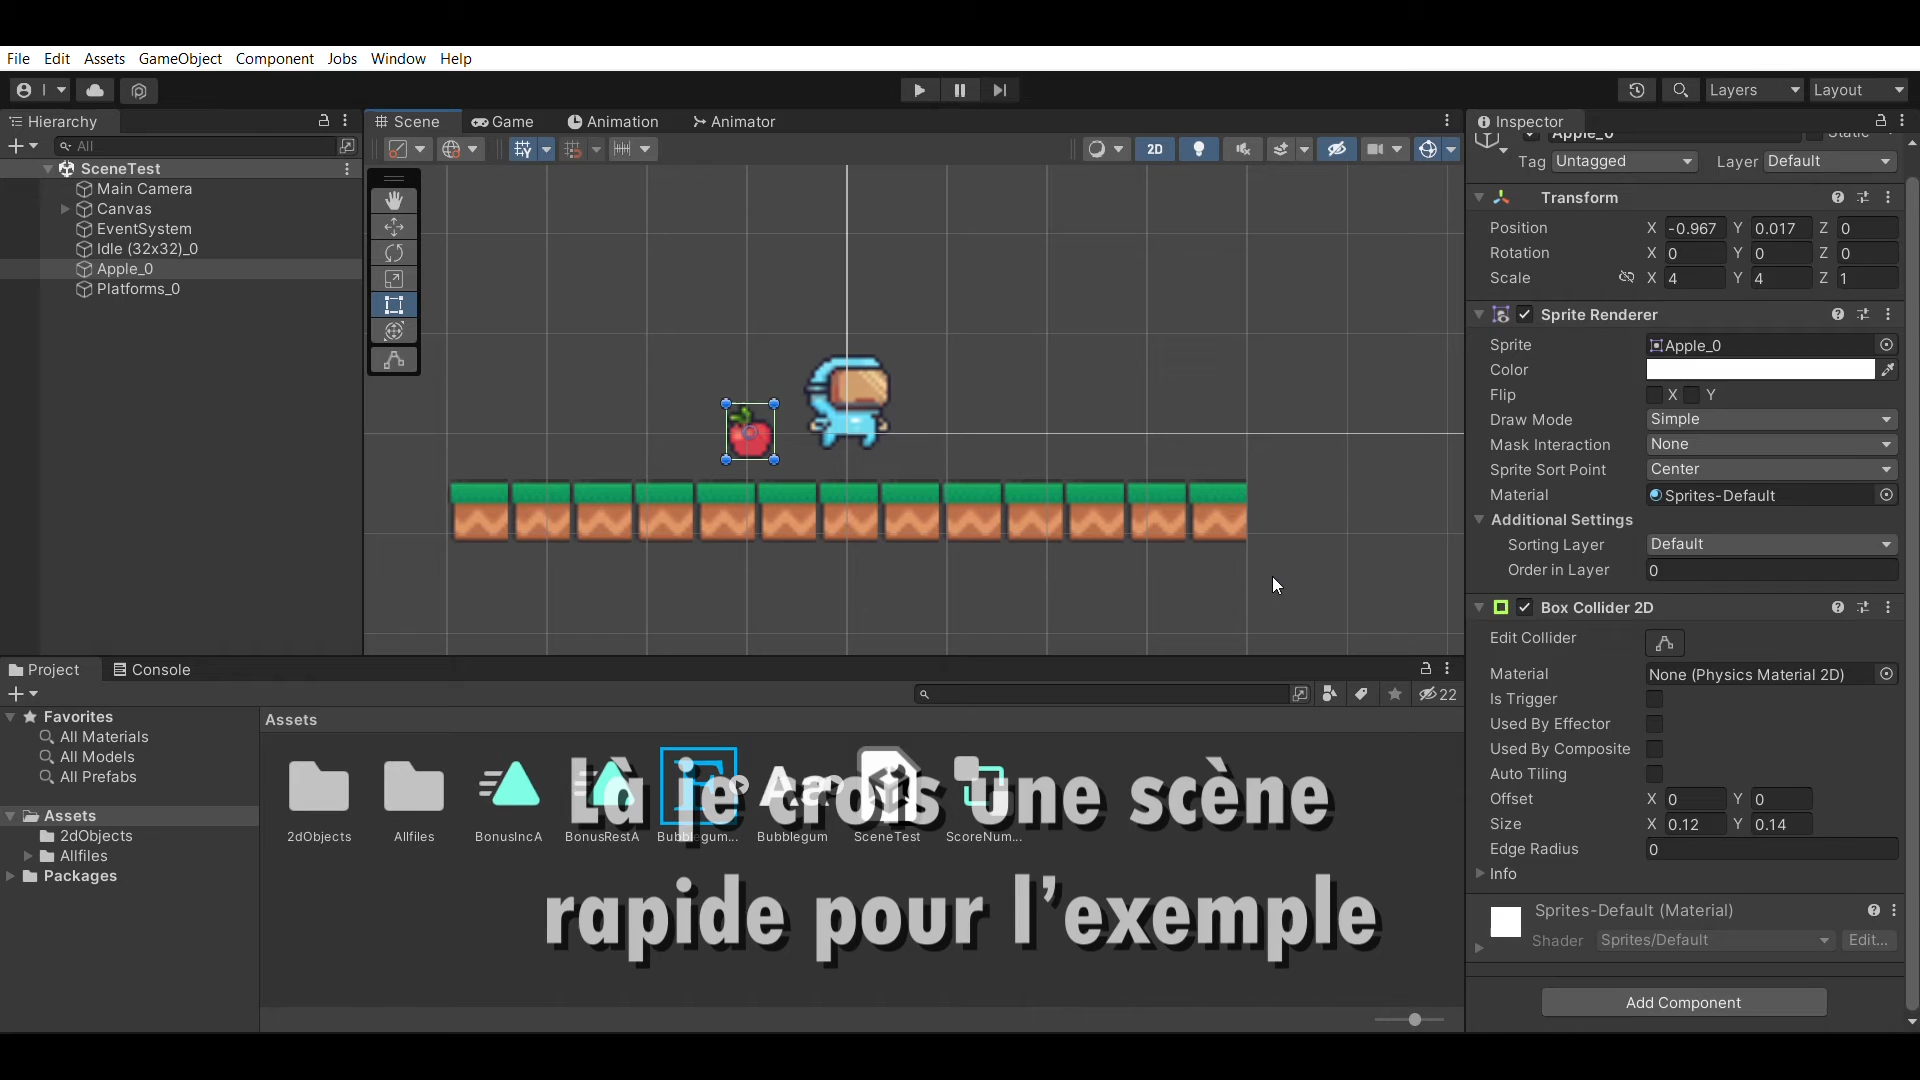 File Edit Assets GameObject Component Jobs Window Help
Layers Layout
Hierarchy
All
SceneTest
Main Camera
Canvas
EventSystem
Idle (32x32)_0
Apple_0
Platforms_0
Scene Game Animation Animator
2D
Inspector
Apple_0 Static
Tag Untagged Layer Default
Transform
Position X -0.967 Y 0.017 Z 0
Rotation X 0 Y 0 Z 0
Scale X 4 Y 4 Z 1
Sprite Renderer
Sprite Apple_0
Color
Flip X Y
Draw Mode Simple
Mask Interaction None
Sprite Sort Point Center
Material Sprites-Default
Additional Settings
Sorting Layer Default
Order in Layer 0
Box Collider 2D
Edit Collider
Material None (Physics Material 2D)
Is Trigger
Used By Effector
Used By Composite
Auto Tiling
Offset X 0 Y 0
Size X 0.12 Y 0.14
Edge Radius 0
Info
Sprites-Default (Material)
Shader Sprites/Default Edit...
Add Component
Project Console
22
Favorites
All Materials
All Models
All Prefabs
Assets
2dObjects
Allfiles
Packages
Assets
F Aa
2dObjects Allfiles BonusIncA BonusRestA Bubblegum... Bubblegum SceneTest ScoreNum...
Là je crois une scène
rapide pour l'exemple